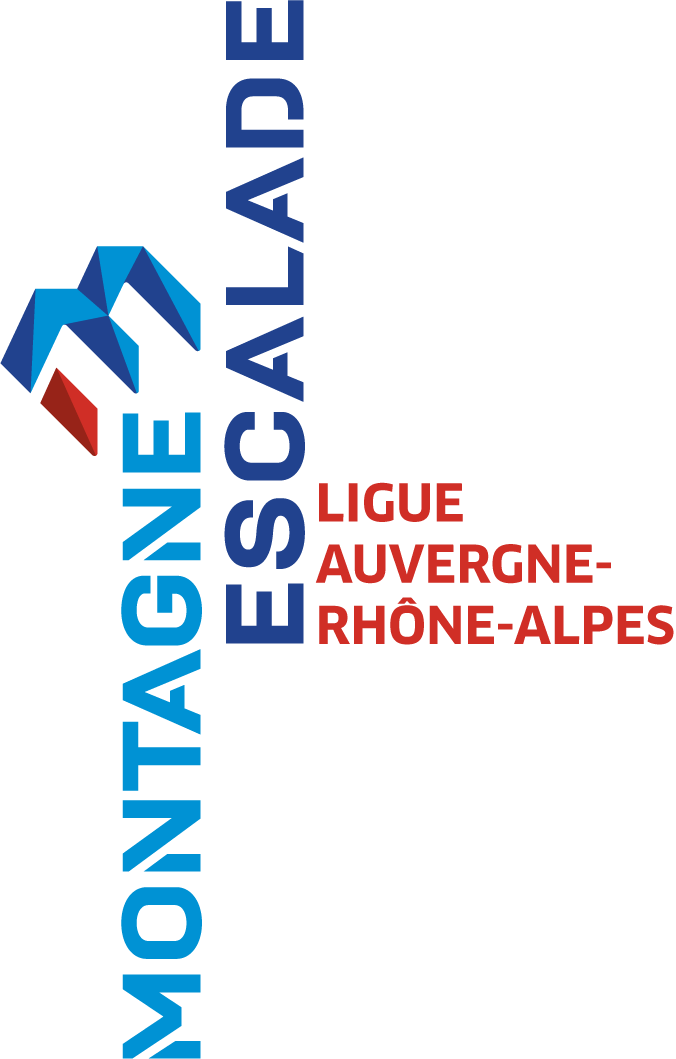 MONTAGNE
ESCALADE
LIGUE
AUVERGNE-
RHÔNE-ALPES